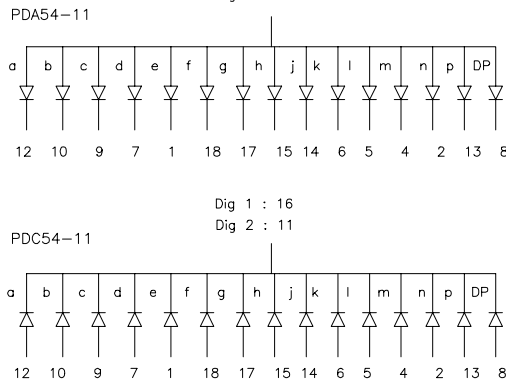 PDA54-11
a b c d e f g h j k l m n p DP
12 10 9 7 1 18 17 15 14 6 5 4 2 13 8
Dig 1 : 16
Dig 2 : 11
PDC54-11
a b c d e f g h j k l m n p DP
12 10 9 7 1 18 17 15 14 6 5 4 2 13 8